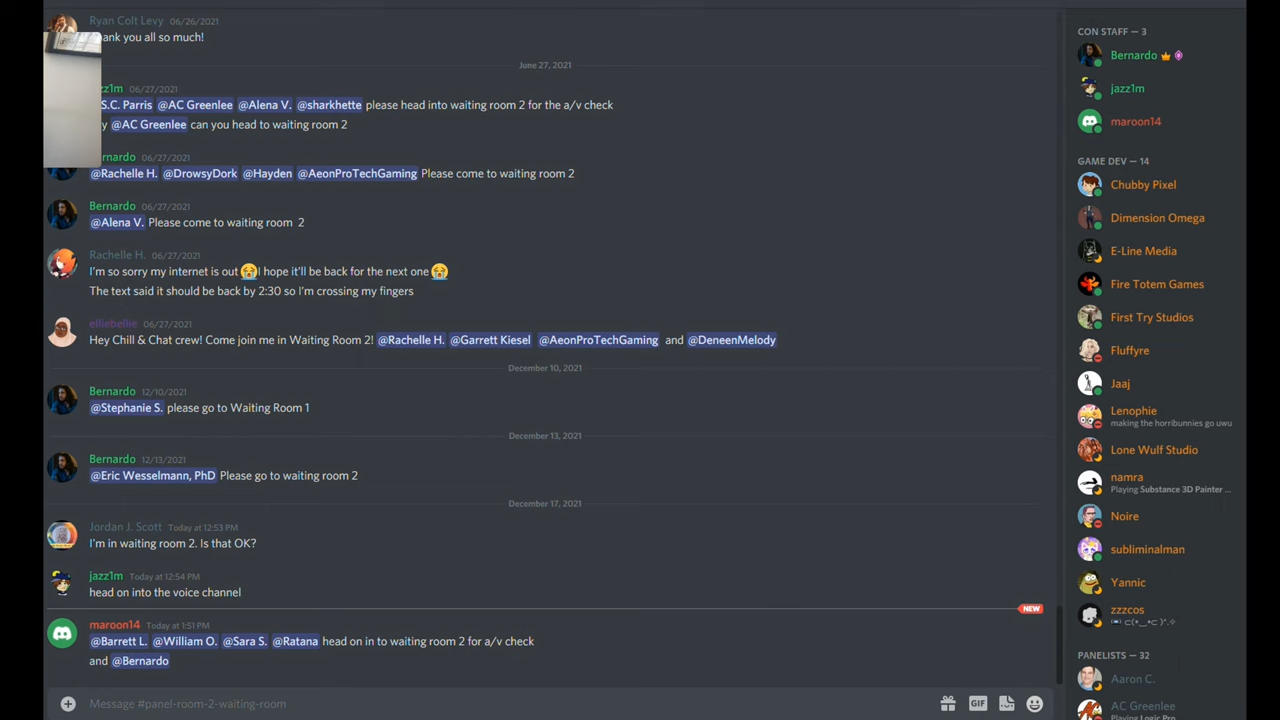 Ryan Colt Levy 06/26/2021
ank you all so much!
June 27, 2021
zz1m 06/27/2021
S.C. Parris @AC Greenlee @Alena V. @sharkhette please head into waiting room 2 for the a/v check
y @AC Greenlee can you head to waiting room 2
rnardo 06/27/2021
@Rachelle H. @DrowsyDork @Hayden @AeonProTechGaming Please come to waiting room 2
Bernardo 06/27/2021
@Alena V. Please come to waiting room 2
Rachelle H. 06/27/2021
I'm so sorry my internet is out 😭 I hope it'll be back for the next one 😭
The text said it should be back by 2:30 so I'm crossing my fingers
elliebellie 06/27/2021
Hey Chill & Chat crew! Come join me in Waiting Room 2! @Rachelle H. @Garrett Kiesel @AeonProTechGaming and @DeneenMelody
December 10, 2021
Bernardo 12/10/2021
@Stephanie S. please go to Waiting Room 1
December 13, 2021
Bernardo 12/13/2021
@Eric Wesselmann, PhD Please go to waiting room 2
December 17, 2021
Jordan J. Scott Today at 12:53 PM
I'm in waiting room 2. Is that OK?
jazz1m Today at 12:54 PM
head on into the voice channel
NEW
maroon14 Today at 1:51 PM
@Barrett L. @William O. @Sara S. @Ratana head on in to waiting room 2 for a/v check
and @Bernardo
Message #panel-room-2-waiting-room
GIF
CON STAFF — 3
Bernardo
jazz1m
maroon14
GAME DEV — 14
Chubby Pixel
Dimension Omega
E-Line Media
Fire Totem Games
First Try Studios
Fluffyre
Jaaj
Lenophie
making the horribunnies go uwu
Lone Wulf Studio
namra
Playing Substance 3D Painter ...
Noire
subliminalman
Yannic
zzzcos
PANELISTS — 32
Aaron C.
AC Greenlee
Playing Logic Pro